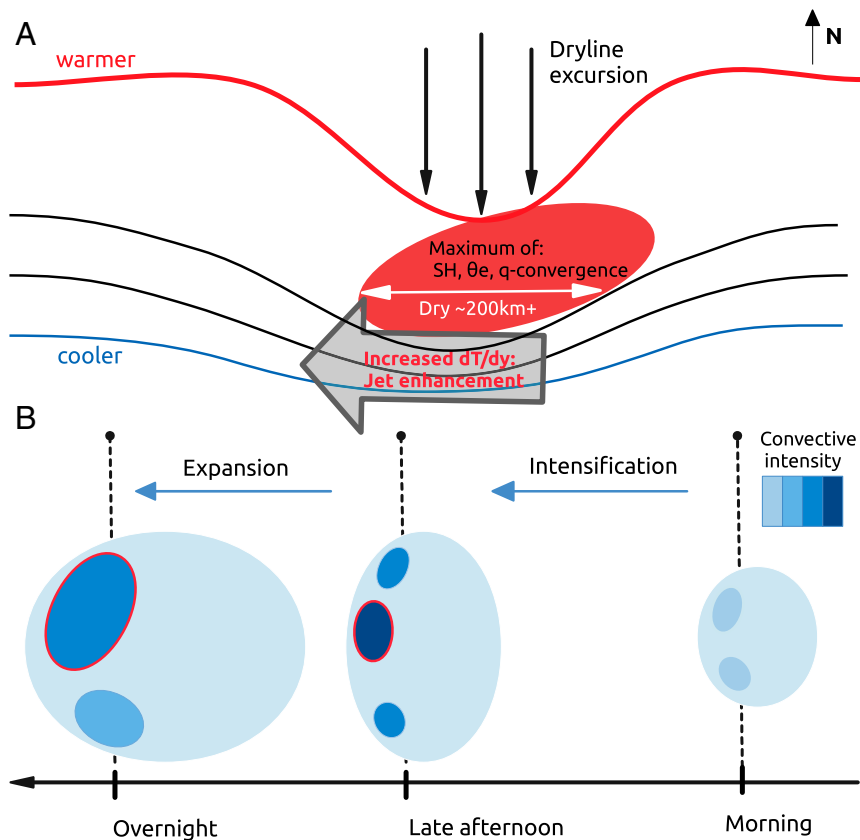 A
warmer
Dryline
excursion
N
Maximum of:
SH, θe, q-convergence
Dry ~200km+
cooler
Increased dT/dy:
Jet enhancement
B
Expansion
Intensification
Convective
intensity
Overnight
Late afternoon
Morning